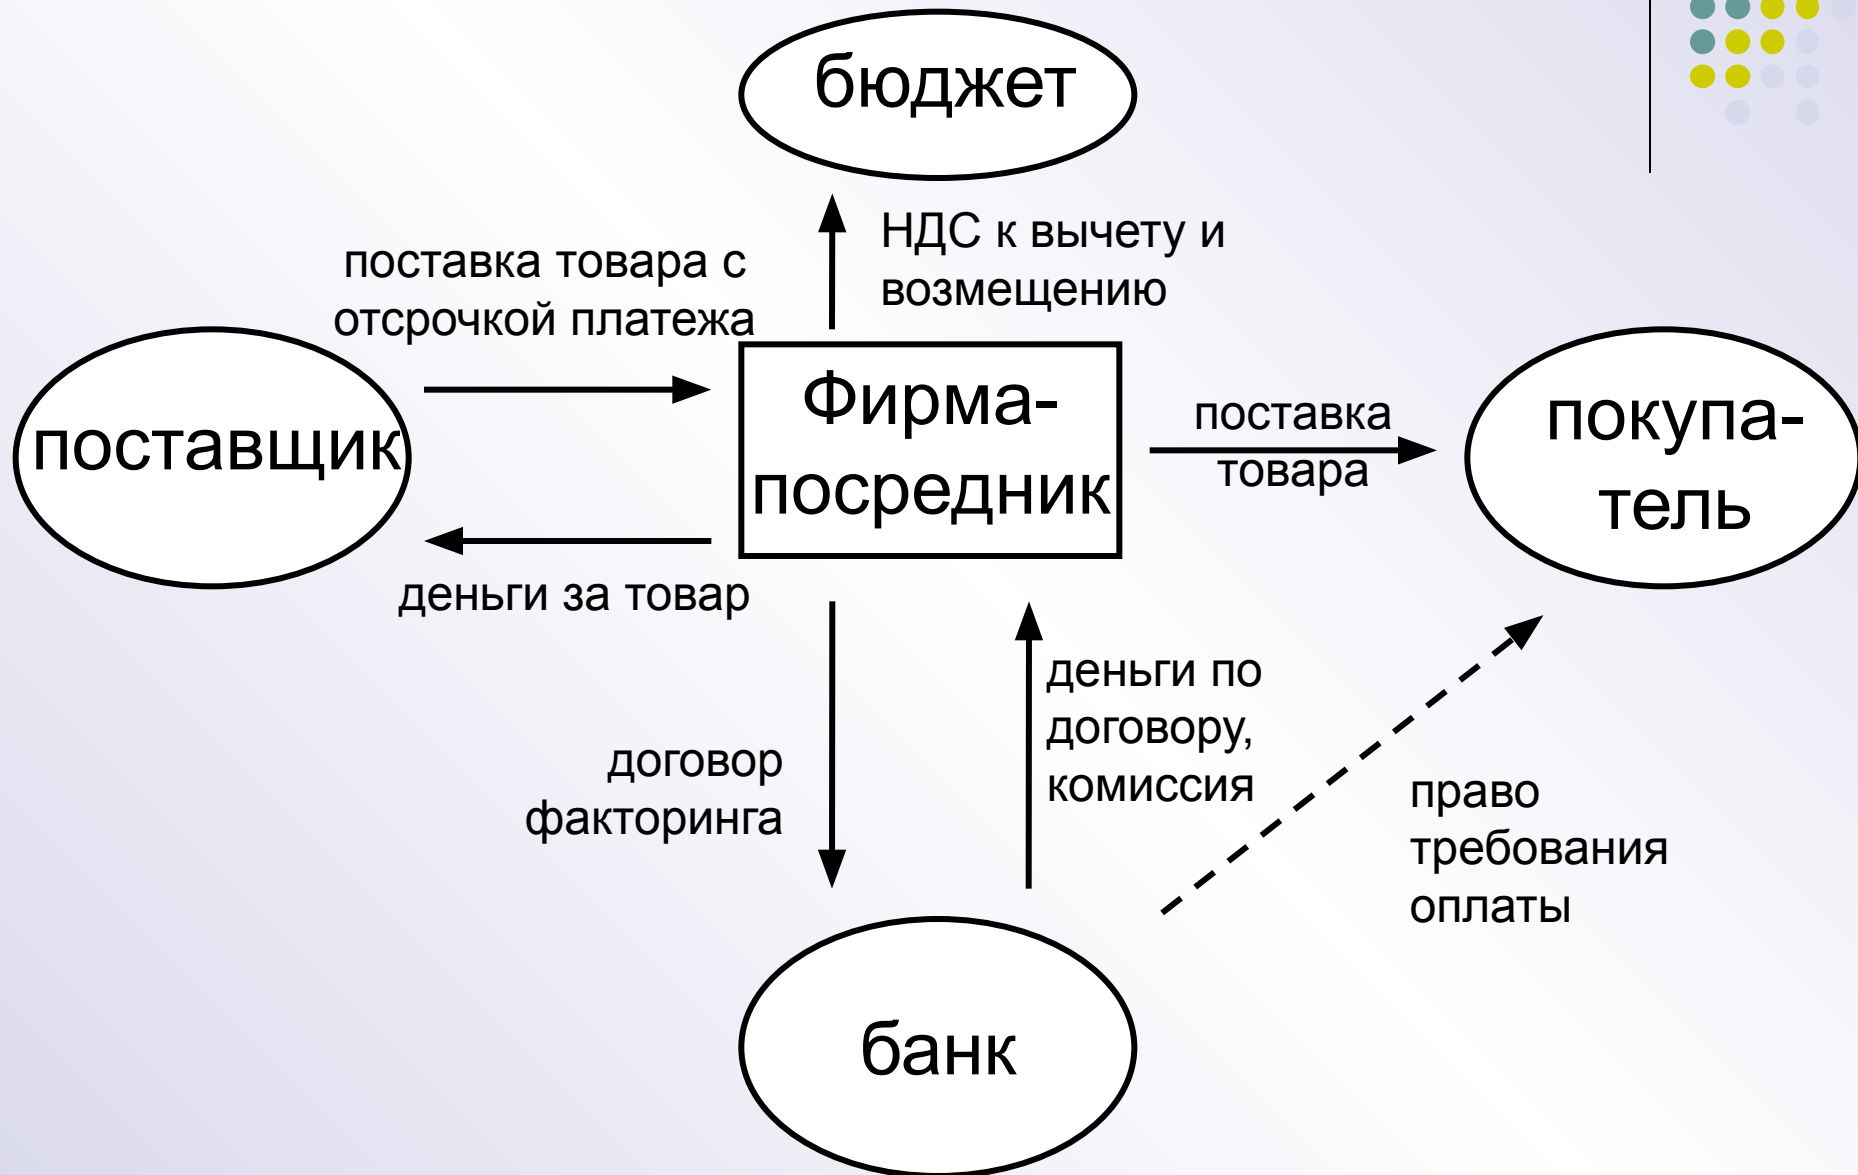 бюджет
НДС к вычету и
возмещению
поставка товара с
отсрочкой платежа
поставщик
Фирма-
посредник
поставка
товара
покупа-
тель
деньги за товар
договор
факторинга
деньги по
договору,
комиссия
право
требования
оплаты
банк